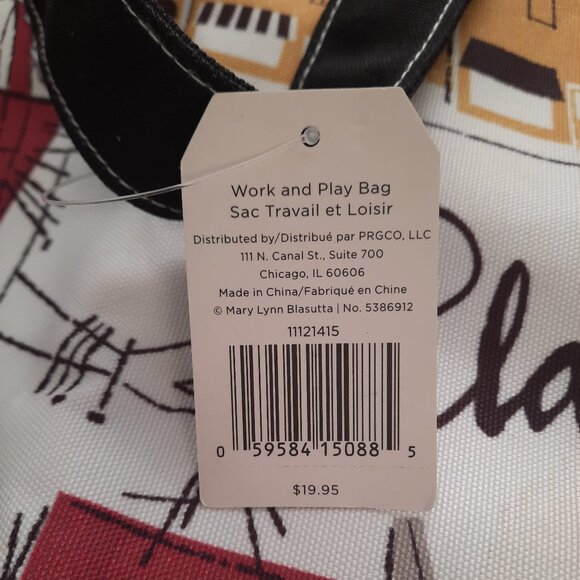 Work and Play Bag
Sac Travail et Loisir
Distributed by/Distribué par PRGCO, LLC
111 N. Canal St., Suite 700
Chicago, IL 60606
Made in China/Fabriqué en Chine
© Mary Lynn Blasutta | No. 5386912
11121415
0 59584 15088 5
$19.95